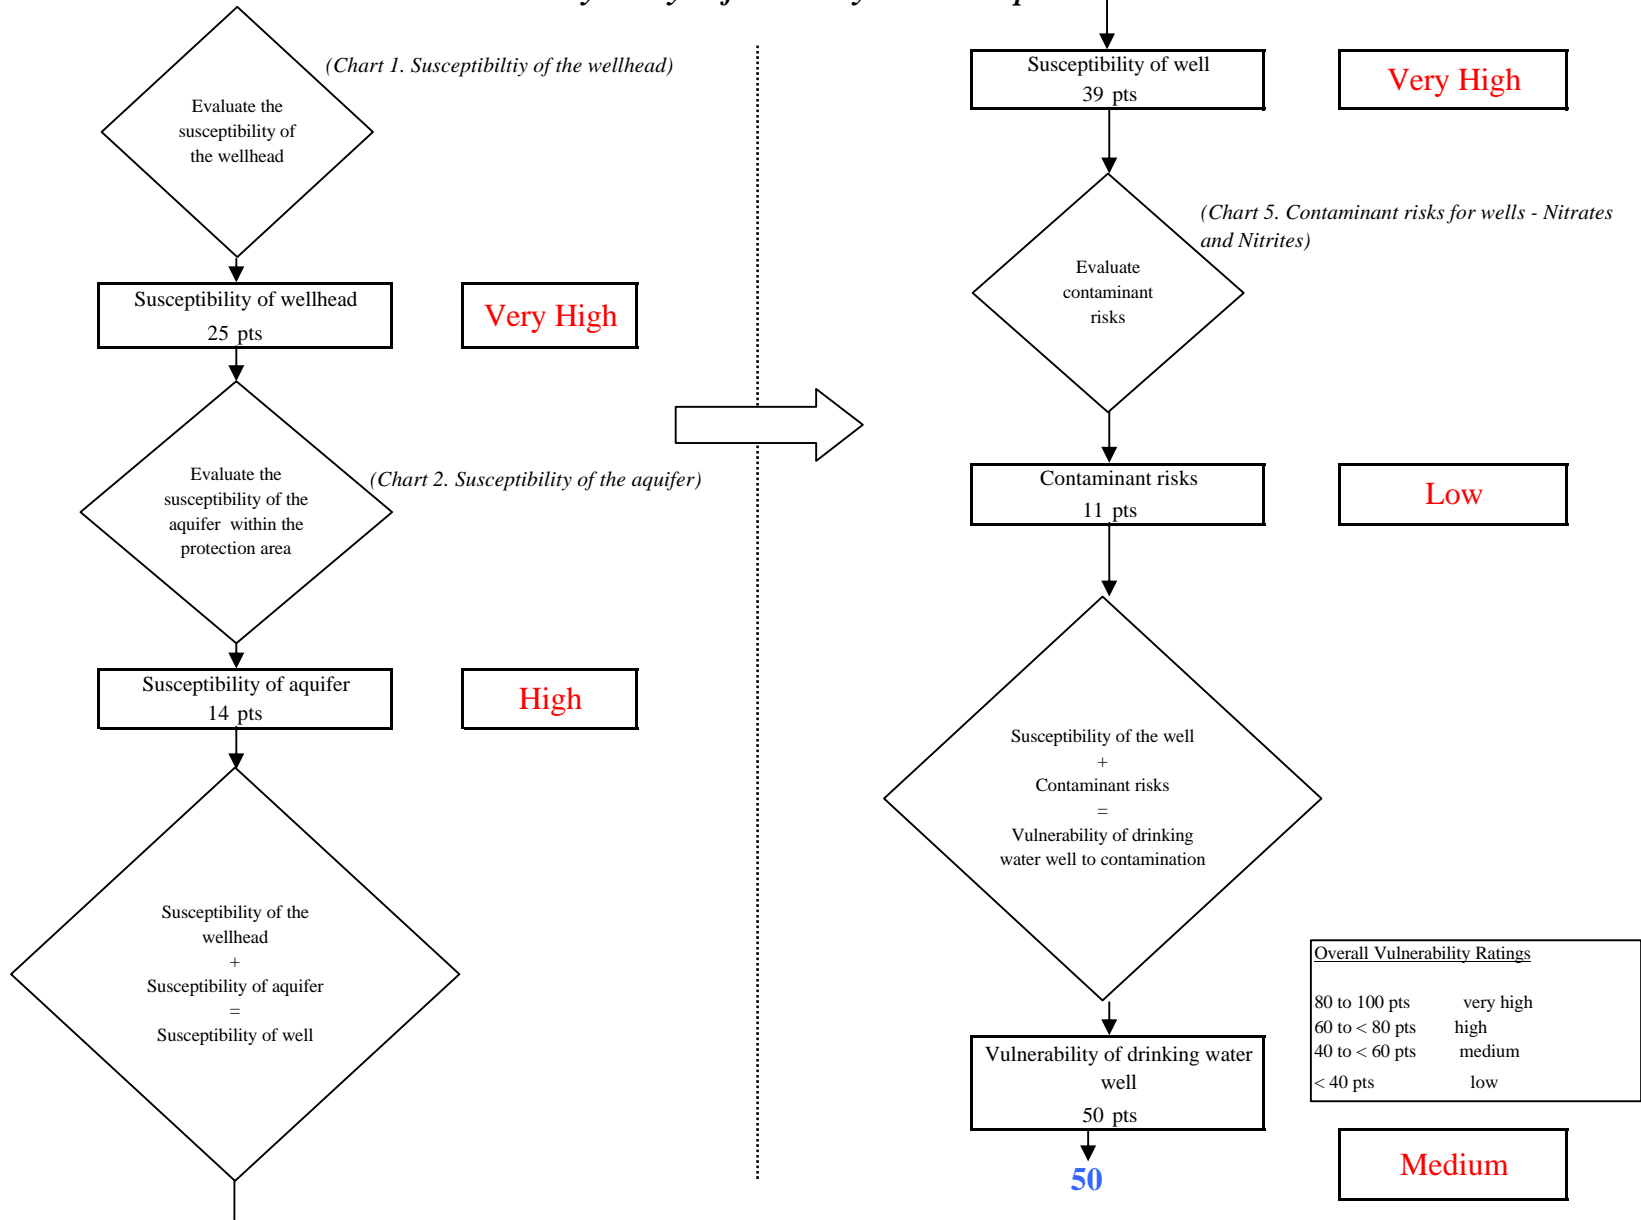 (Chart 1. Susceptibiltiy of the wellhead)
Evaluate the
susceptibility of
the wellhead
Susceptibility of wellhead
25 pts
Very High
(Chart 2. Susceptibility of the aquifer)
Evaluate the
susceptibility of the
aquifer within the
protection area
Susceptibility of aquifer
14 pts
High
Susceptibility of the
wellhead
+
Susceptibility of aquifer
=
Susceptibility of well
Susceptibility of well
39 pts
Very High
(Chart 5. Contaminant risks for wells - Nitrates
and Nitrites)
Evaluate
contaminant
risks
Contaminant risks
11 pts
Low
Susceptibility of the well
+
Contaminant risks
=
Vulnerability of drinking
water well to contamination
Overall Vulnerability Ratings
80 to 100 pts very high
60 to < 80 pts high
40 to < 60 pts medium
< 40 pts low
Vulnerability of drinking water
well
50 pts
50
Medium